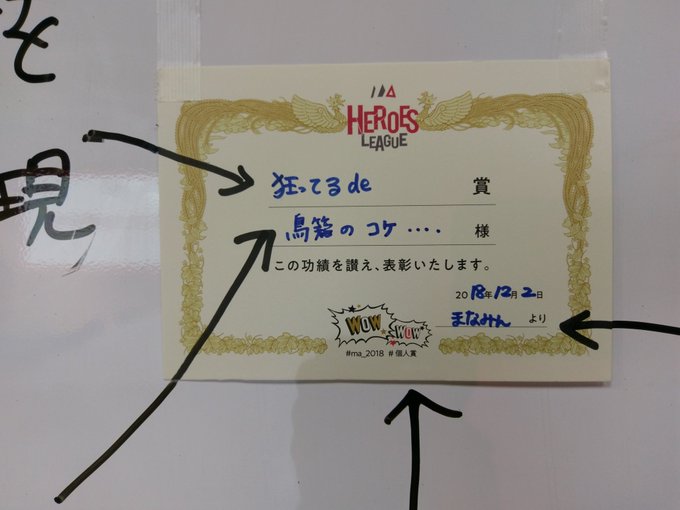 を
現
HEROES
LEAGUE
狂ってるde 賞
鳥籠のコケ‥‥ 様
この功績を讃え、表彰いたします。
2018年12月2日
まなみん より
WOW WOW
#ma_2018 #個人賞